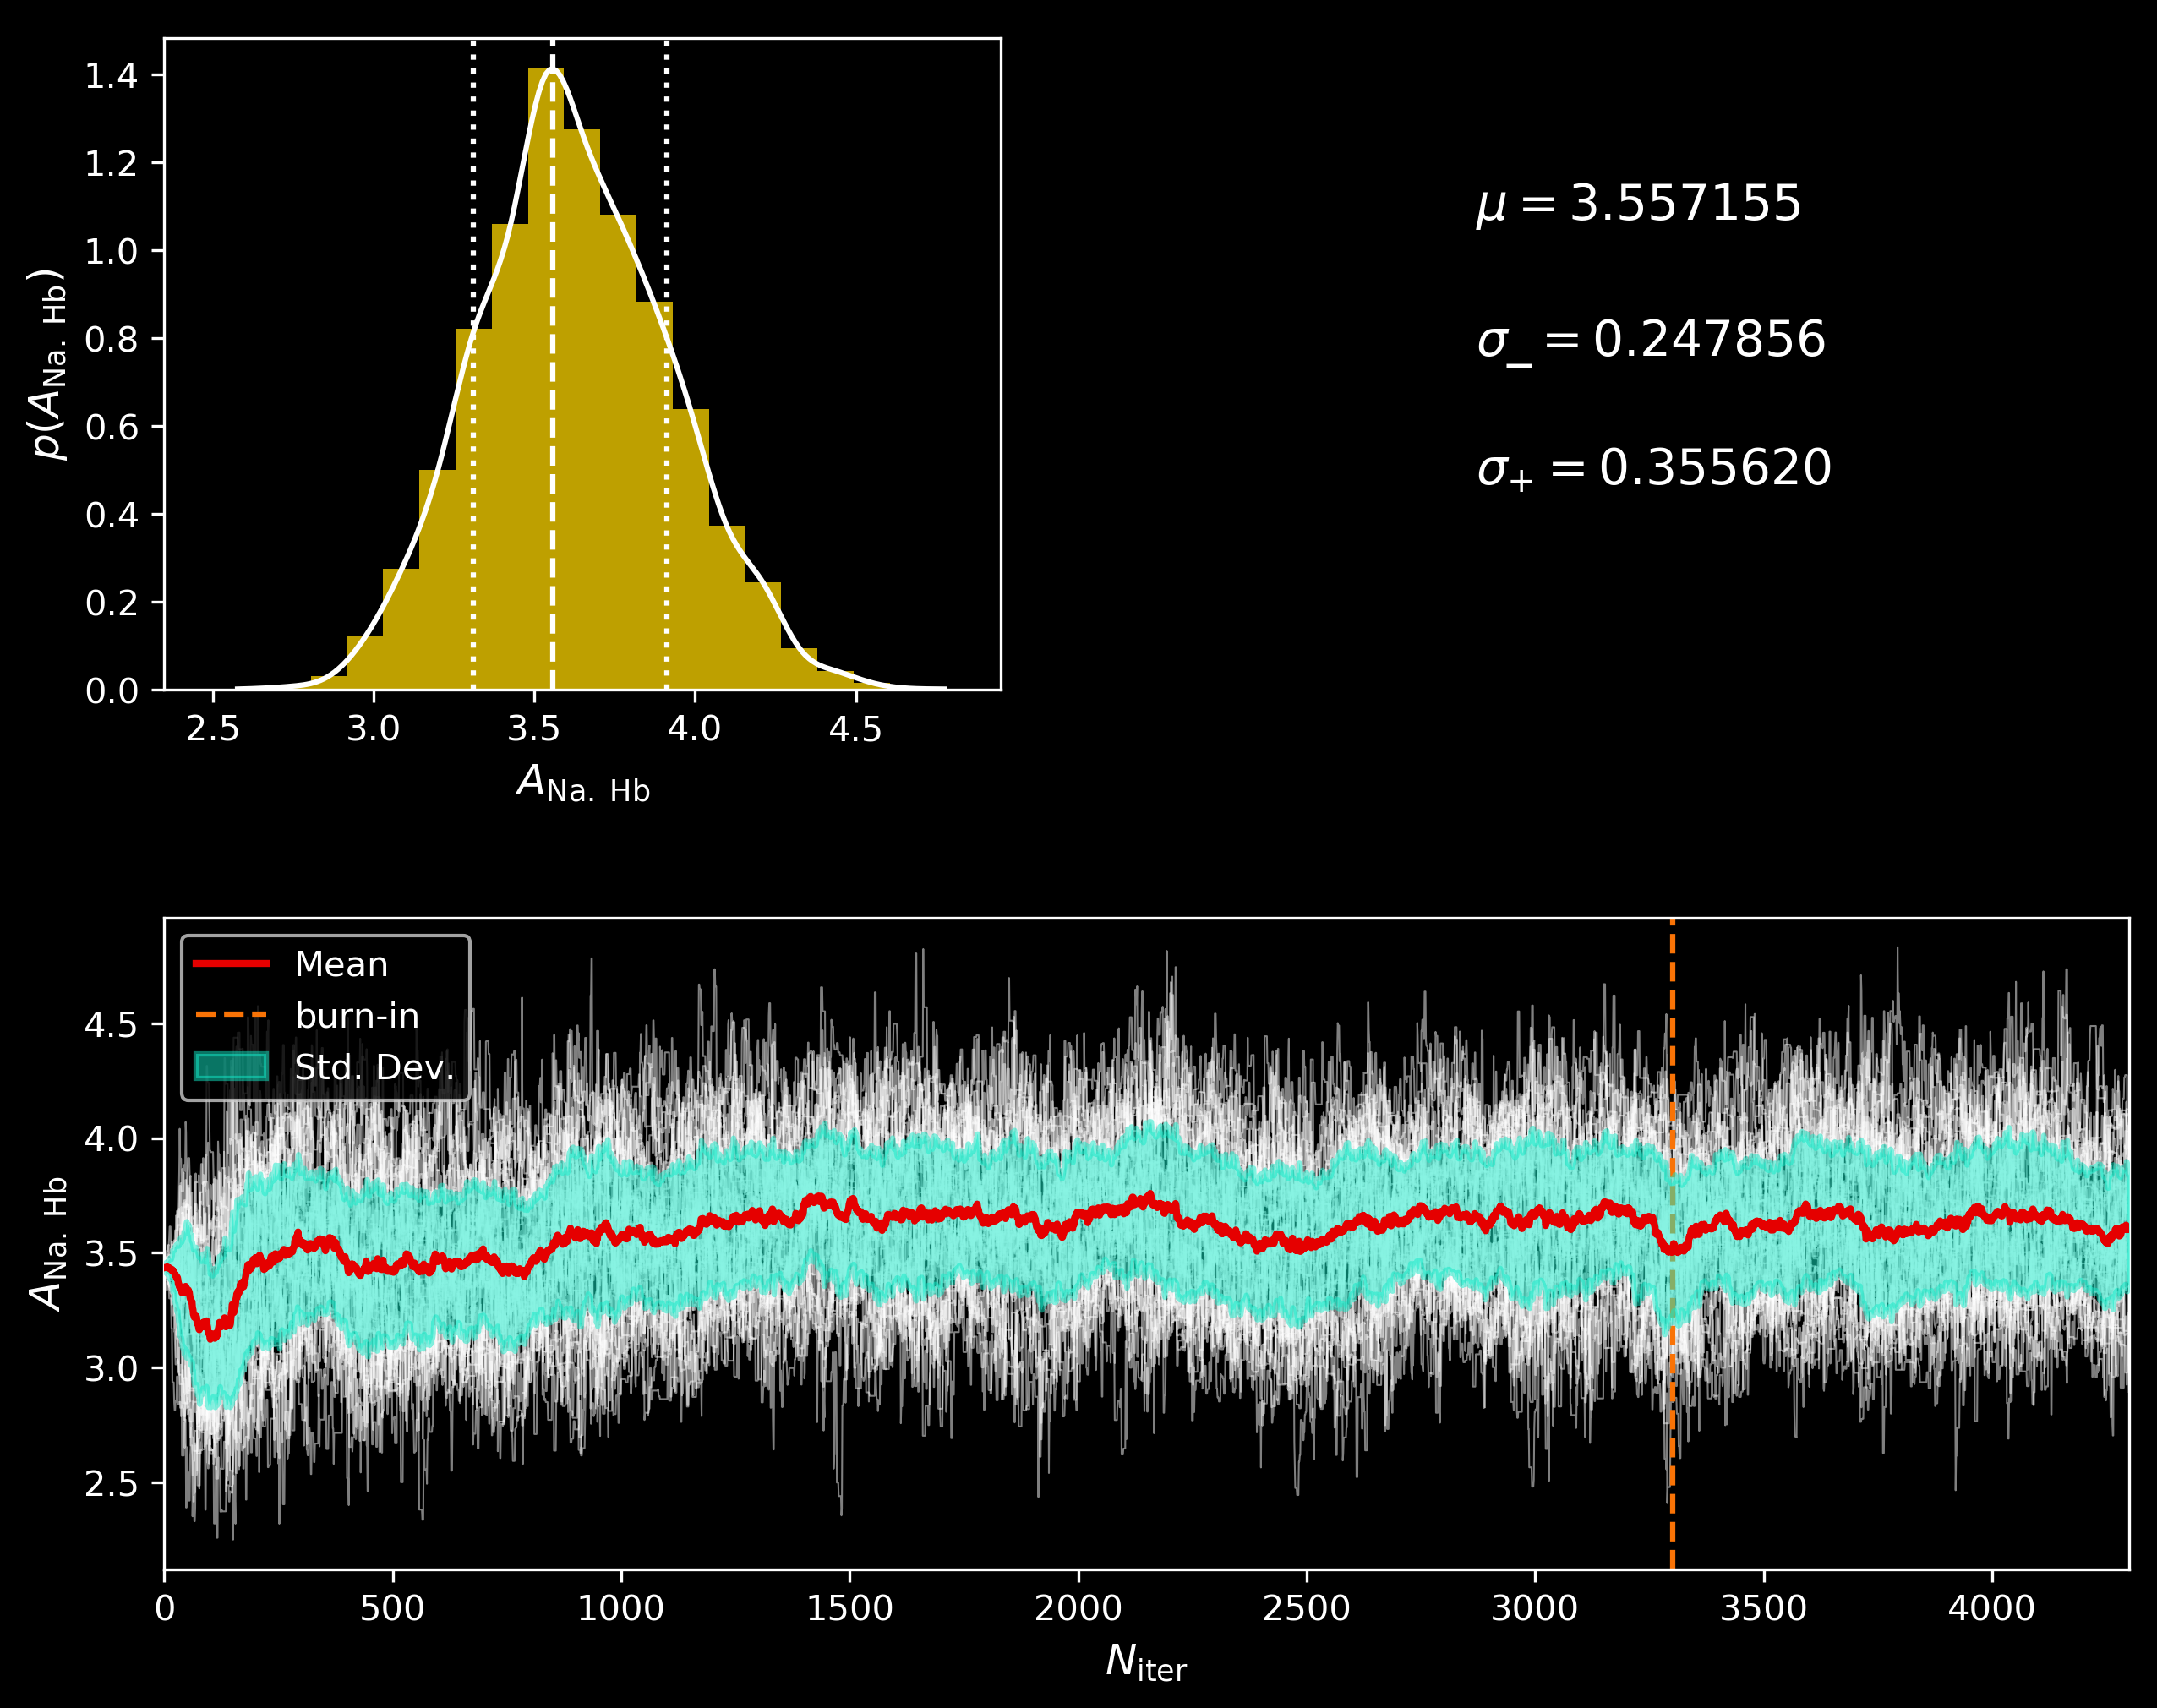 1.4
1.2
1.0
0.8
0.6
0.4
0.2
0.0
p(A_Na. Hb)
2.5 3.0 3.5 4.0 4.5
A_Na. Hb
μ = 3.557155
σ_− = 0.247856
σ_+ = 0.355620
Mean
burn-in
Std. Dev.
4.5
4.0
3.5
3.0
2.5
A_Na. Hb
0 500 1000 1500 2000 2500 3000 3500 4000
N_iter